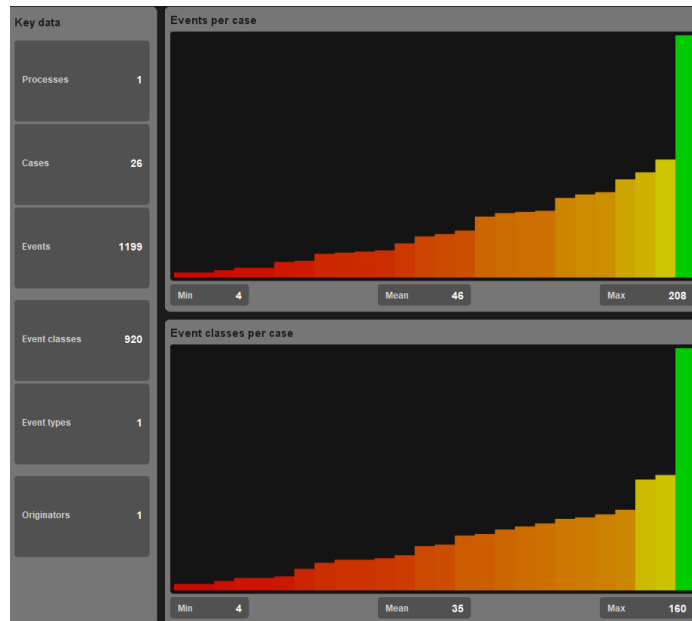 Key data
Processes 1
Cases 26
Events 1199
Event classes 920
Event types 1
Originators 1
Events per case
Min 4 Mean 46 Max 208
Event classes per case
Min 4 Mean 35 Max 160